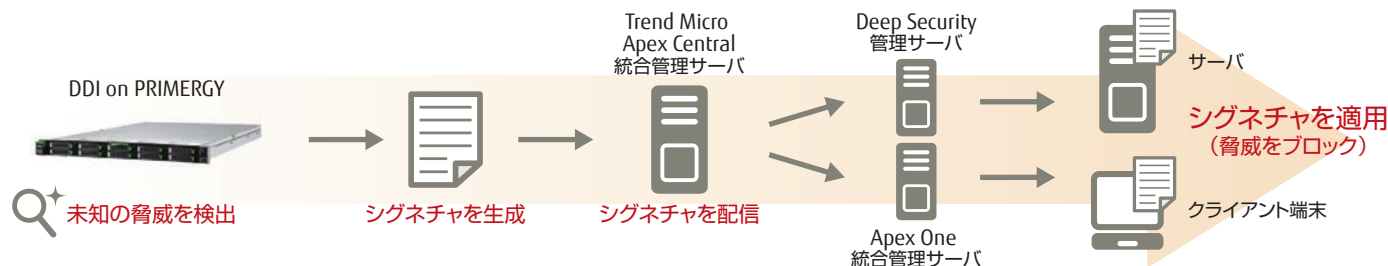 DDI on PRIMERGY
未知の脅威を検出
シグネチャを生成
Trend Micro
Apex Central
統合管理サーバ
シグネチャを配信
Deep Security
管理サーバ
Apex One
統合管理サーバ
サーバ
シグネチャを適用
（脅威をブロック）
クライアント端末